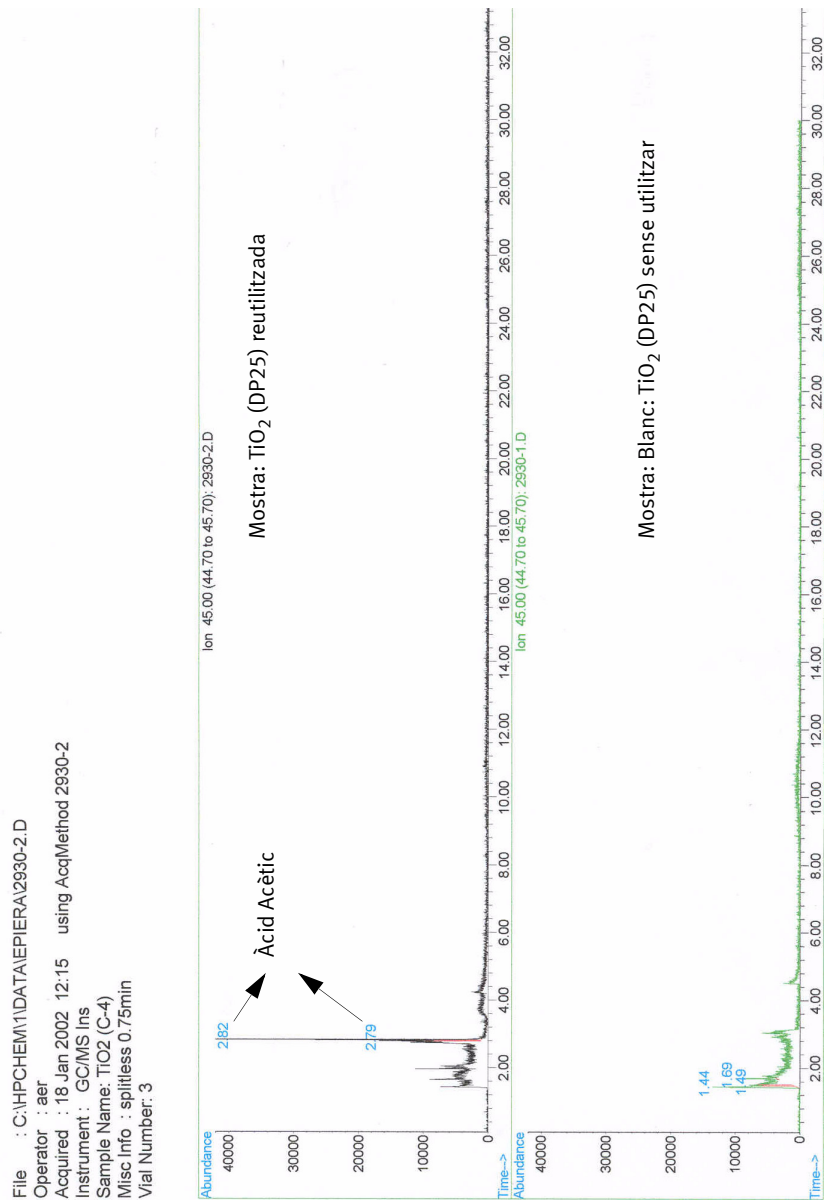 File : C:\HPCHEM\1\DATA\EPIERA\2930-2.D
Operator : aer
Acquired : 18 Jan 2002 12:15 using AcqMethod 2930-2
Instrument : GC/MS Ins
Sample Name: TiO2 (C-4)
Misc Info : splitless 0.75min
Vial Number: 3
Abundance
Ion 45.00 (44.70 to 45.70): 2930-2.D
40000
30000
20000
10000
0
2.82
2.79
Àcid Acètic
Mostra: TiO2 (DP25) reutilitzada
Time-->
2.00 4.00 6.00 8.00 10.00 12.00 14.00 16.00 18.00 20.00 22.00 24.00 26.00 28.00 30.00 32.00
Abundance
Ion 45.00 (44.70 to 45.70): 2930-1.D
40000
30000
20000
10000
0
1.44
1.69
1.49
Mostra: Blanc: TiO2 (DP25) sense utilitzar
Time-->
2.00 4.00 6.00 8.00 10.00 12.00 14.00 16.00 18.00 20.00 22.00 24.00 26.00 28.00 30.00 32.00